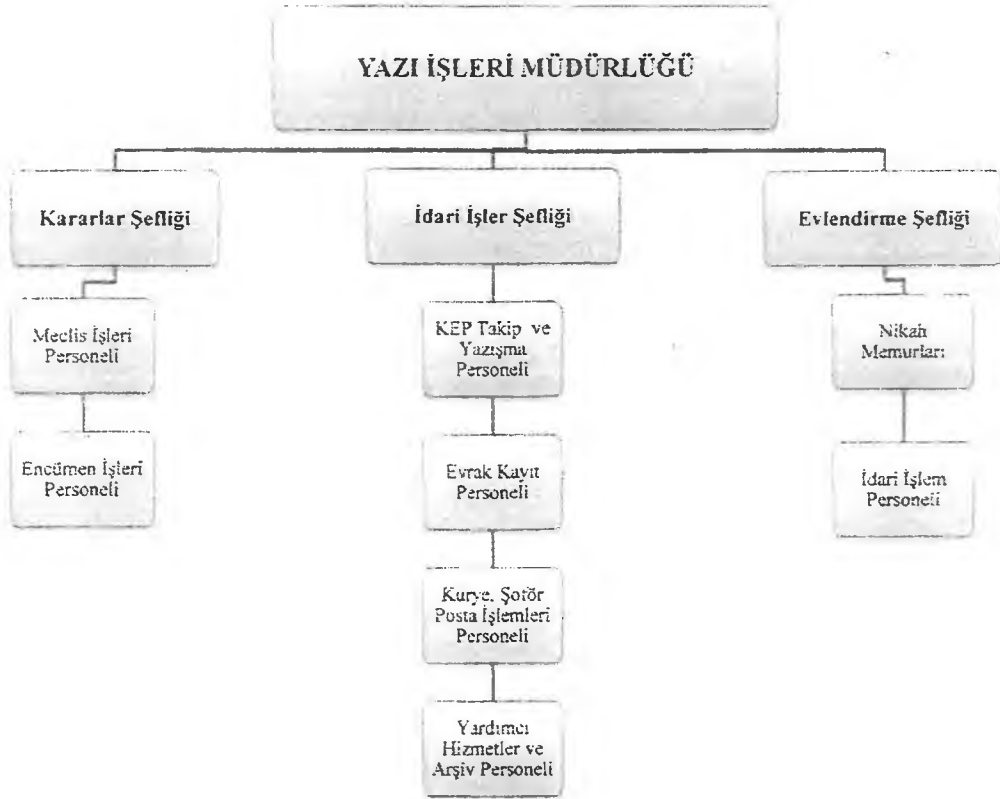 YAZI İŞLERİ MÜDÜRLÜĞÜ
Kararlar Şefliği
Meclis İşleri
Personeli
Encümen İşleri
Personeli
İdari İşler Şefliği
KEP Takip ve
Yazışma
Personeli
Evrak Kayıt
Personeli
Kurye, Şoför
Posta İşlemleri
Personeli
Yardımcı
Hizmetler ve
Arşiv Personeli
Evlendirme Şefliği
Nikah
Memurları
İdari İşlem
Personeli